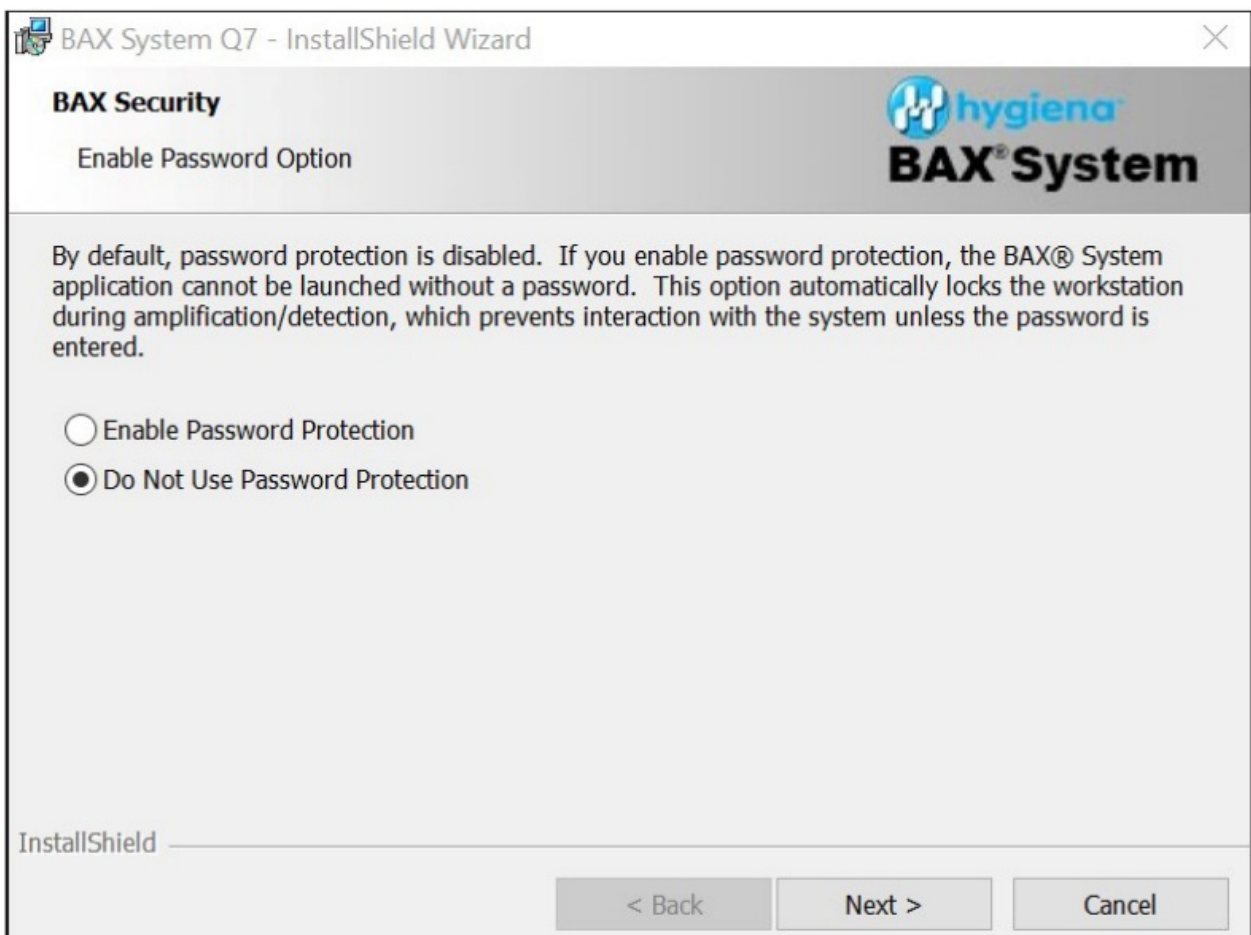 BAX System Q7 - InstallShield Wizard
BAX Security
Enable Password Option
hygiena
BAX® System
By default, password protection is disabled.  If you enable password protection, the BAX® System
application cannot be launched without a password.  This option automatically locks the workstation
during amplification/detection, which prevents interaction with the system unless the password is
entered.
Enable Password Protection
Do Not Use Password Protection
InstallShield
< Back
Next >
Cancel